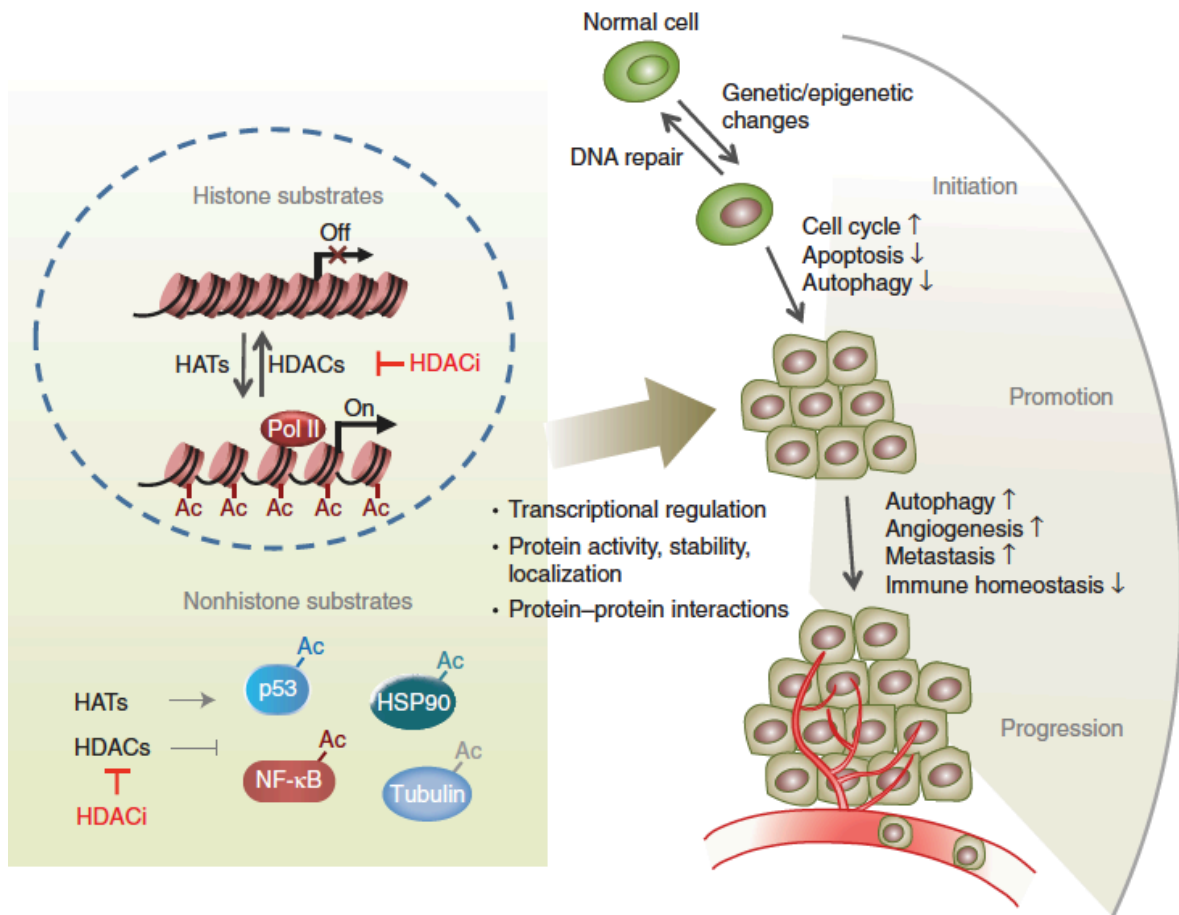 Histone substrates
Off
HATs
HDACs
HDACi
Pol II
On
Ac
Ac
Ac
Ac
Ac
Nonhistone substrates
HATs
HDACs
HDACi
Ac
p53
Ac
HSP90
Ac
NF-κB
Ac
Tubulin
• Transcriptional regulation
• Protein activity, stability,
localization
• Protein–protein interactions
Normal cell
Genetic/epigenetic
changes
DNA repair
Initiation
Cell cycle ↑
Apoptosis ↓
Autophagy ↓
Promotion
Autophagy ↑
Angiogenesis ↑
Metastasis ↑
Immune homeostasis ↓
Progression